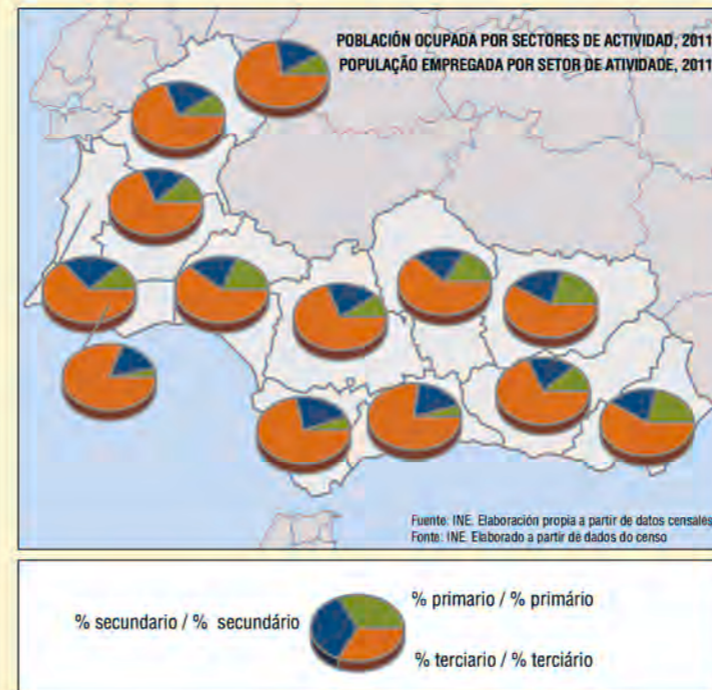 POBLACIÓN OCUPADA POR SECTORES DE ACTIVIDAD, 2011
POPULAÇÃO EMPREGADA POR SETOR DE ATIVIDADE, 2011
Fuente: INE. Elaboración propia a partir de datos censales
Fonte: INE. Elaborado a partir de dados do censo
% secundario / % secundário
% primario / % primário
% terciario / % terciário